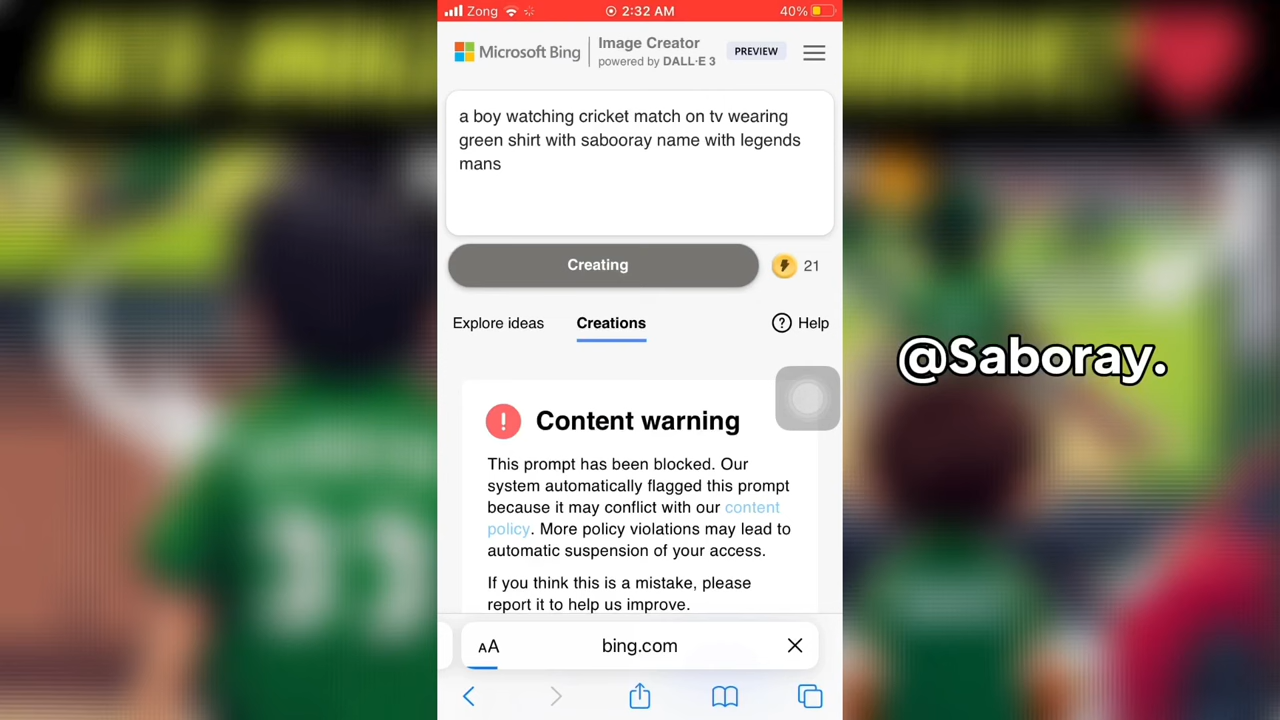 Zong 2:32 AM 40%
Microsoft Bing Image Creator PREVIEW
powered by DALL·E 3
a boy watching cricket match on tv wearing
green shirt with sabooray name with legends
mans
Creating 21
Explore ideas Creations ? Help
! Content warning
This prompt has been blocked. Our
system automatically flagged this prompt
because it may conflict with our content
policy. More policy violations may lead to
automatic suspension of your access.
If you think this is a mistake, please
report it to help us improve.
AA bing.com
@Saboray.